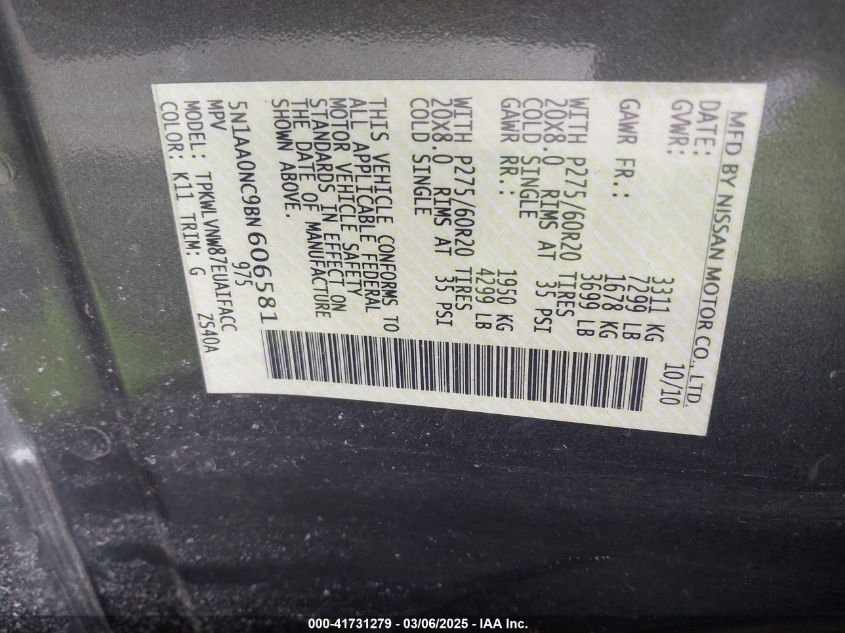 MFD BY NISSAN MOTOR CO., LTD.
DATE: 10/10
GVWR: 3311 KG
7299 LB
GAWR FR.: 1678 KG
3699 LB
WITH P275/60R20 TIRES
20X8.0 RIMS AT 35 PSI
COLD SINGLE
GAWR RR.: 1950 KG
4299 LB
WITH P275/60R20 TIRES
20X8.0 RIMS AT 35 PSI
COLD SINGLE
THIS VEHICLE CONFORMS TO
ALL APPLICABLE FEDERAL
MOTOR VEHICLE SAFETY
STANDARDS IN EFFECT ON
THE DATE OF MANUFACTURE
SHOWN ABOVE.
5N1AA0NC9BN606581
MPV 975
MODEL: TPKWLVNW87EUAIFACC
COLOR: K11 TRIM: G ZS40A
000-41731279 - 03/06/2025 - IAA Inc.